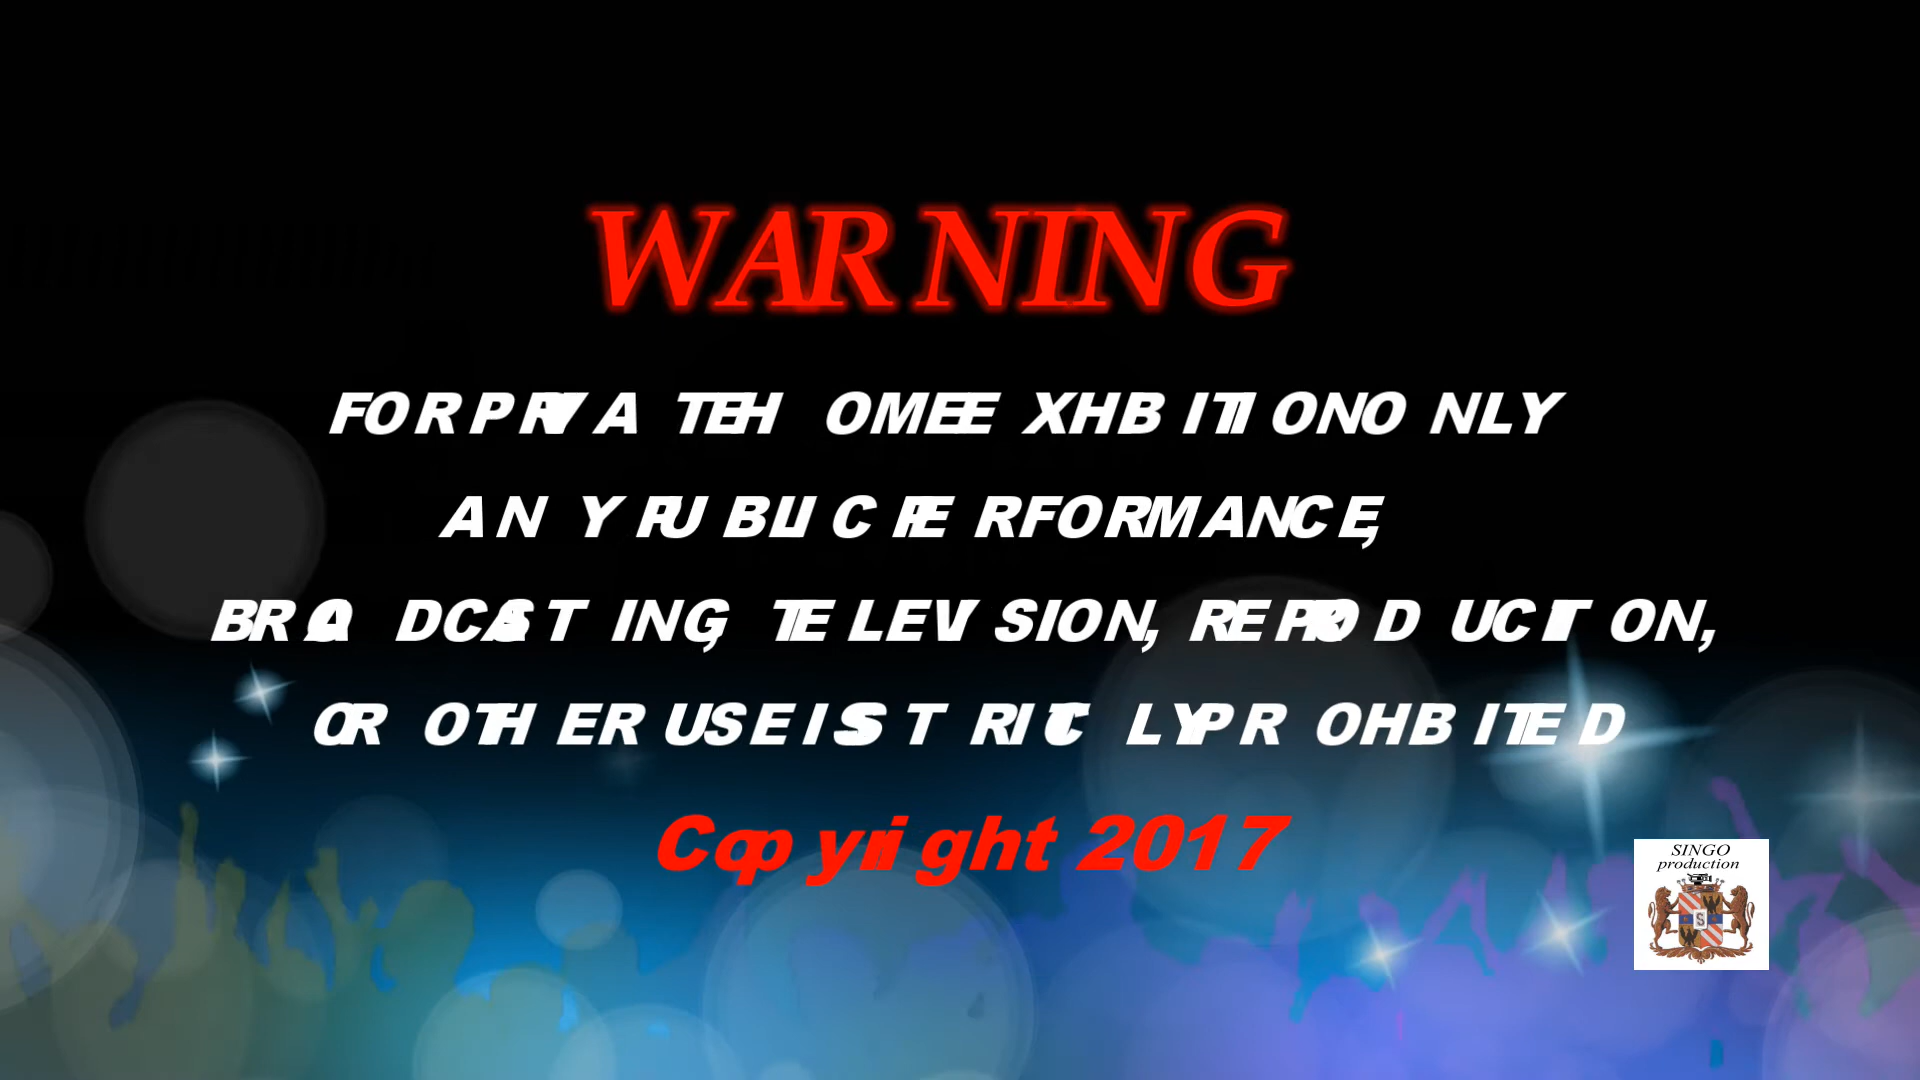 WARNING
FOR PRIVATE HOME EXHIBITION ONLY
ANY PUBLIC PERFORMANCE,
BROADCASTING, TELEVISION, REPRODUCTION,
OR OTHER USE IS STRICTLY PROHIBITED
Copyright 2017
SINGO
production
S